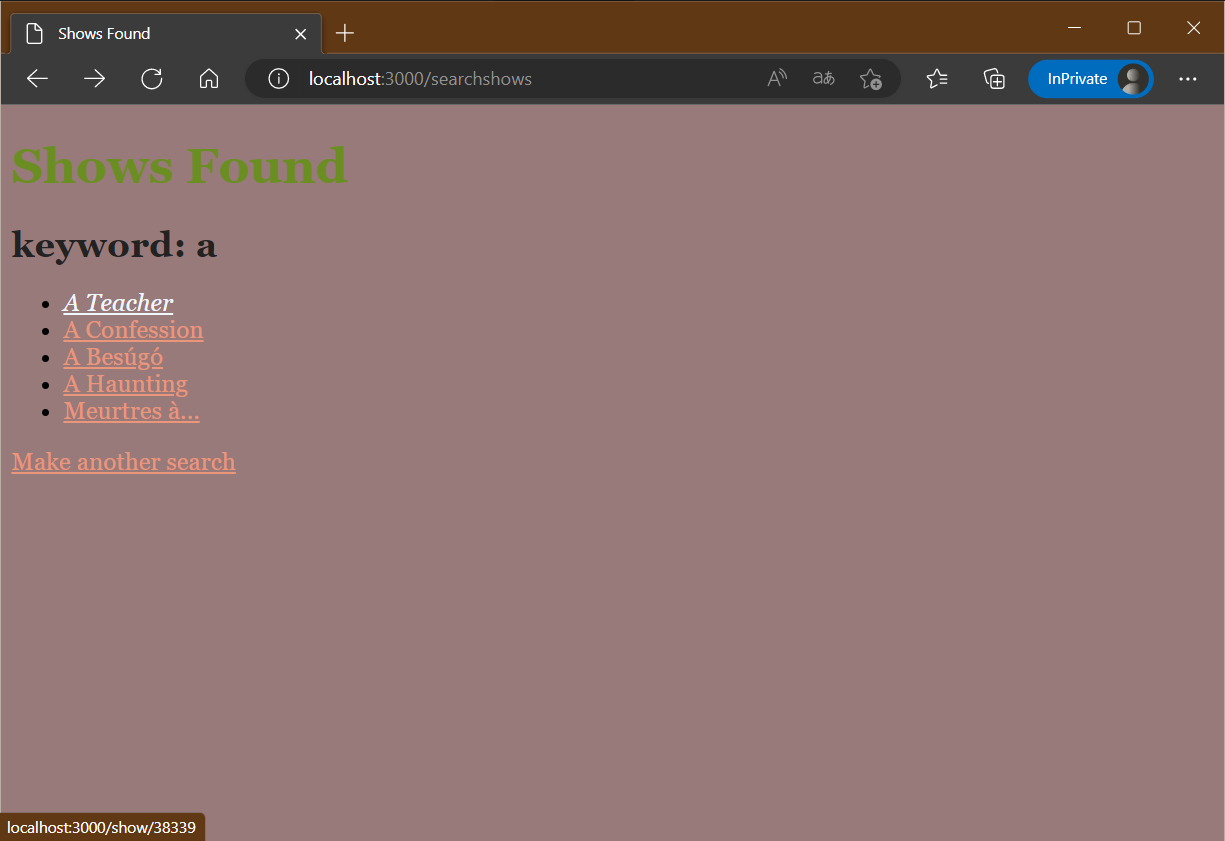 Shows Found
localhost:3000/searchshows
InPrivate
Shows Found
keyword: a
A Teacher
A Confession
A Besúgó
A Haunting
Meurtres à...
Make another search
localhost:3000/show/38339